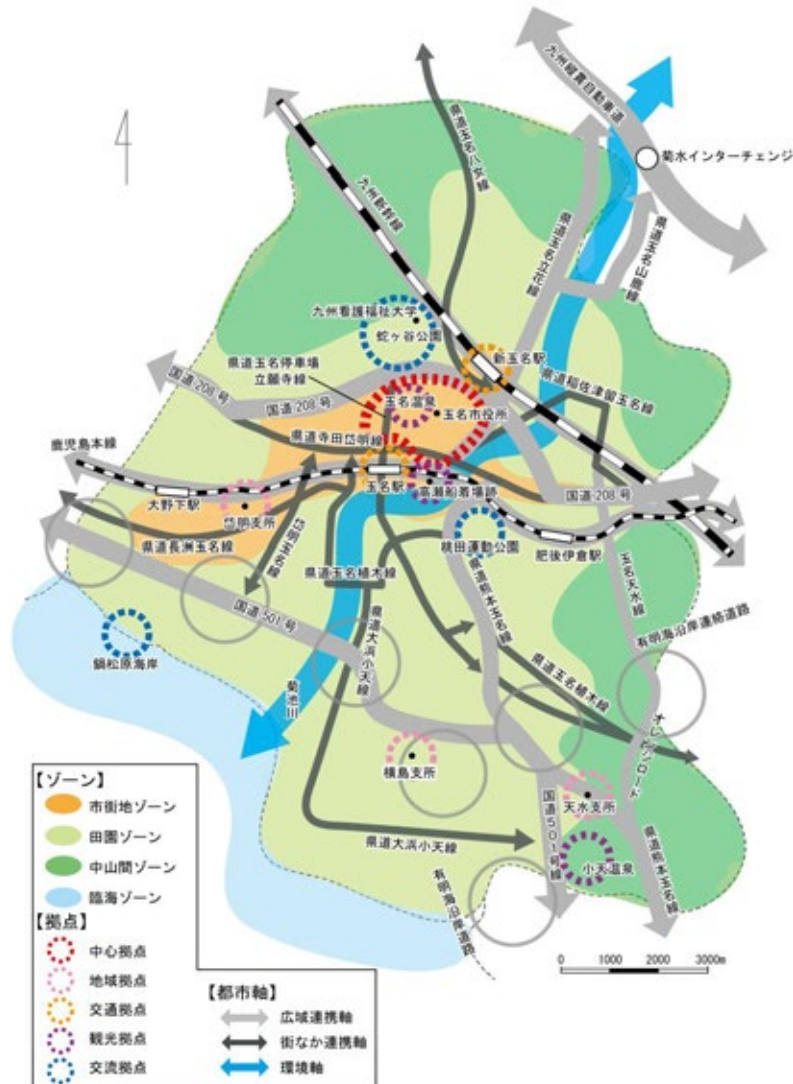 九州縦貫自動車道
菊水インターチェンジ
県道玉名八女線
九州新幹線
県道玉名立花線
県道玉名山鹿線
九州看護福祉大学
蛇ヶ谷公園
新玉名駅
県道玉名停車場
立願寺線
県道稲佐津留玉名線
国道208号
国道208号
玉名温泉
玉名市役所
県道寺田岱明線
鹿児島本線
玉名駅
高瀬船着場跡
国道208号
大野下駅
岱明支所
桃田運動公園
肥後伊倉駅
県道長洲玉名線
岱明玉名線
県道玉名植木線
県道熊本玉名線
玉名天水線
国道501号
県道大浜小天線
有明海沿岸連絡道路
鍋松原海岸
県道玉名植木線
菊池川
オレンジロード
横島支所
天水支所
国道501号線
県道大浜小天線
小天温泉
県道熊本玉名線
有明海沿岸道路
0 1000 2000 3000m
【ゾーン】
市街地ゾーン
田園ゾーン
中山間ゾーン
臨海ゾーン
【拠点】
中心拠点
地域拠点
交通拠点
観光拠点
交流拠点
【都市軸】
広域連携軸
街なか連携軸
環境軸